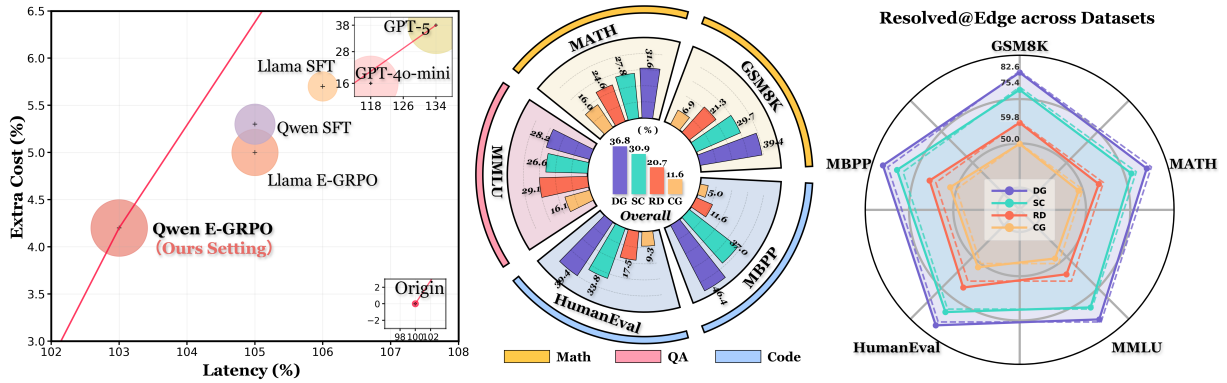 6.5
6.0
5.5
5.0
4.5
4.0
3.5
3.0
Extra Cost (%)
102
103
104
105
106
107
108
Latency (%)
Llama SFT
Qwen SFT
Llama E-GRPO
Qwen E-GRPO
(Ours Setting)
38
28
16
118
126
134
GPT-5
GPT-4o-mini
2
0
−2
98
100
102
Origin
MATH
16.0
24.6
27.8
31.6
GSM8K
6.9
21.3
29.7
39.4
MMLU
28.2
26.6
29.1
16.1
(%)
36.8
30.9
20.7
11.6
DG SC RD CG
Overall
MBPP
5.0
11.6
37.0
46.4
HumanEval
33.8
17.5
Math
QA
Code
Resolved@Edge across Datasets
GSM8K
82.6
75.4
59.8
50.0
MBPP
MATH
DG
SC
RD
CG
HumanEval
MMLU